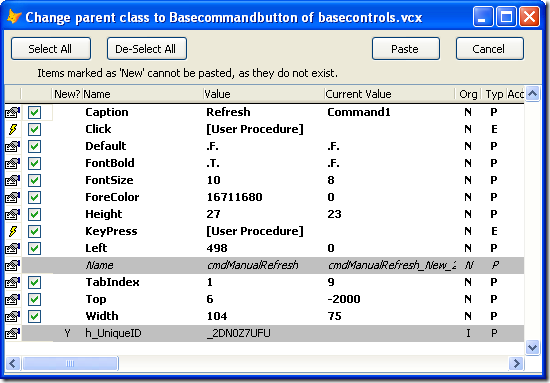 Change parent class to Basecommandbutton of basecontrols.vcx
Select All De-Select All Paste Cancel
Items marked as 'New' cannot be pasted, as they do not exist.
New? Name Value Current Value Org Typ Acc
Caption Refresh Command1 N P
Click [User Procedure] N E
Default .F. .F. N P
FontBold .T. .F. N P
FontSize 10 8 N P
ForeColor 16711680 0 N P
Height 27 23 N P
KeyPress [User Procedure] N E
Left 498 0 N P
Name cmdManualRefresh cmdManualRefresh_New_2 N P
TabIndex 1 9 N P
Top 6 -2000 N P
Width 104 75 N P
Y h_UniqueID _2DN0Z7UFU I P